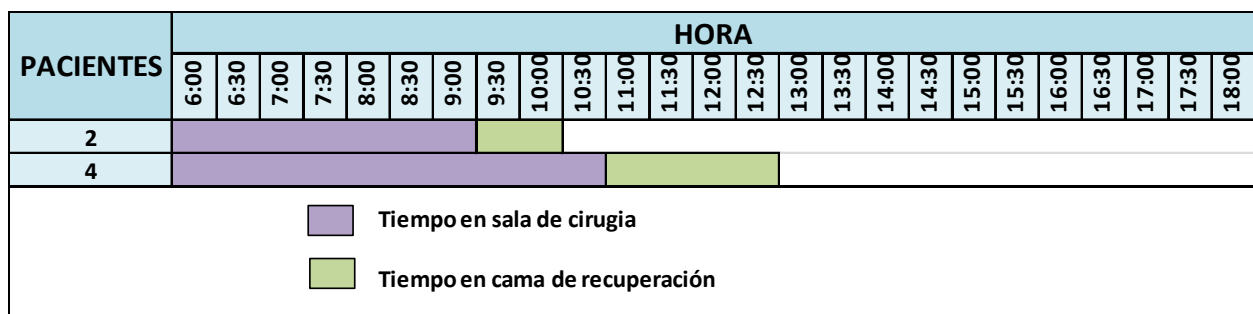 HORA
PACIENTES
6:00 6:30 7:00 7:30 8:00 8:30 9:00 9:30 10:00 10:30 11:00 11:30 12:00 12:30 13:00 13:30 14:00 14:30 15:00 15:30 16:00 16:30 17:00 17:30 18:00
2
4
Tiempo en sala de cirugia
Tiempo en cama de recuperación